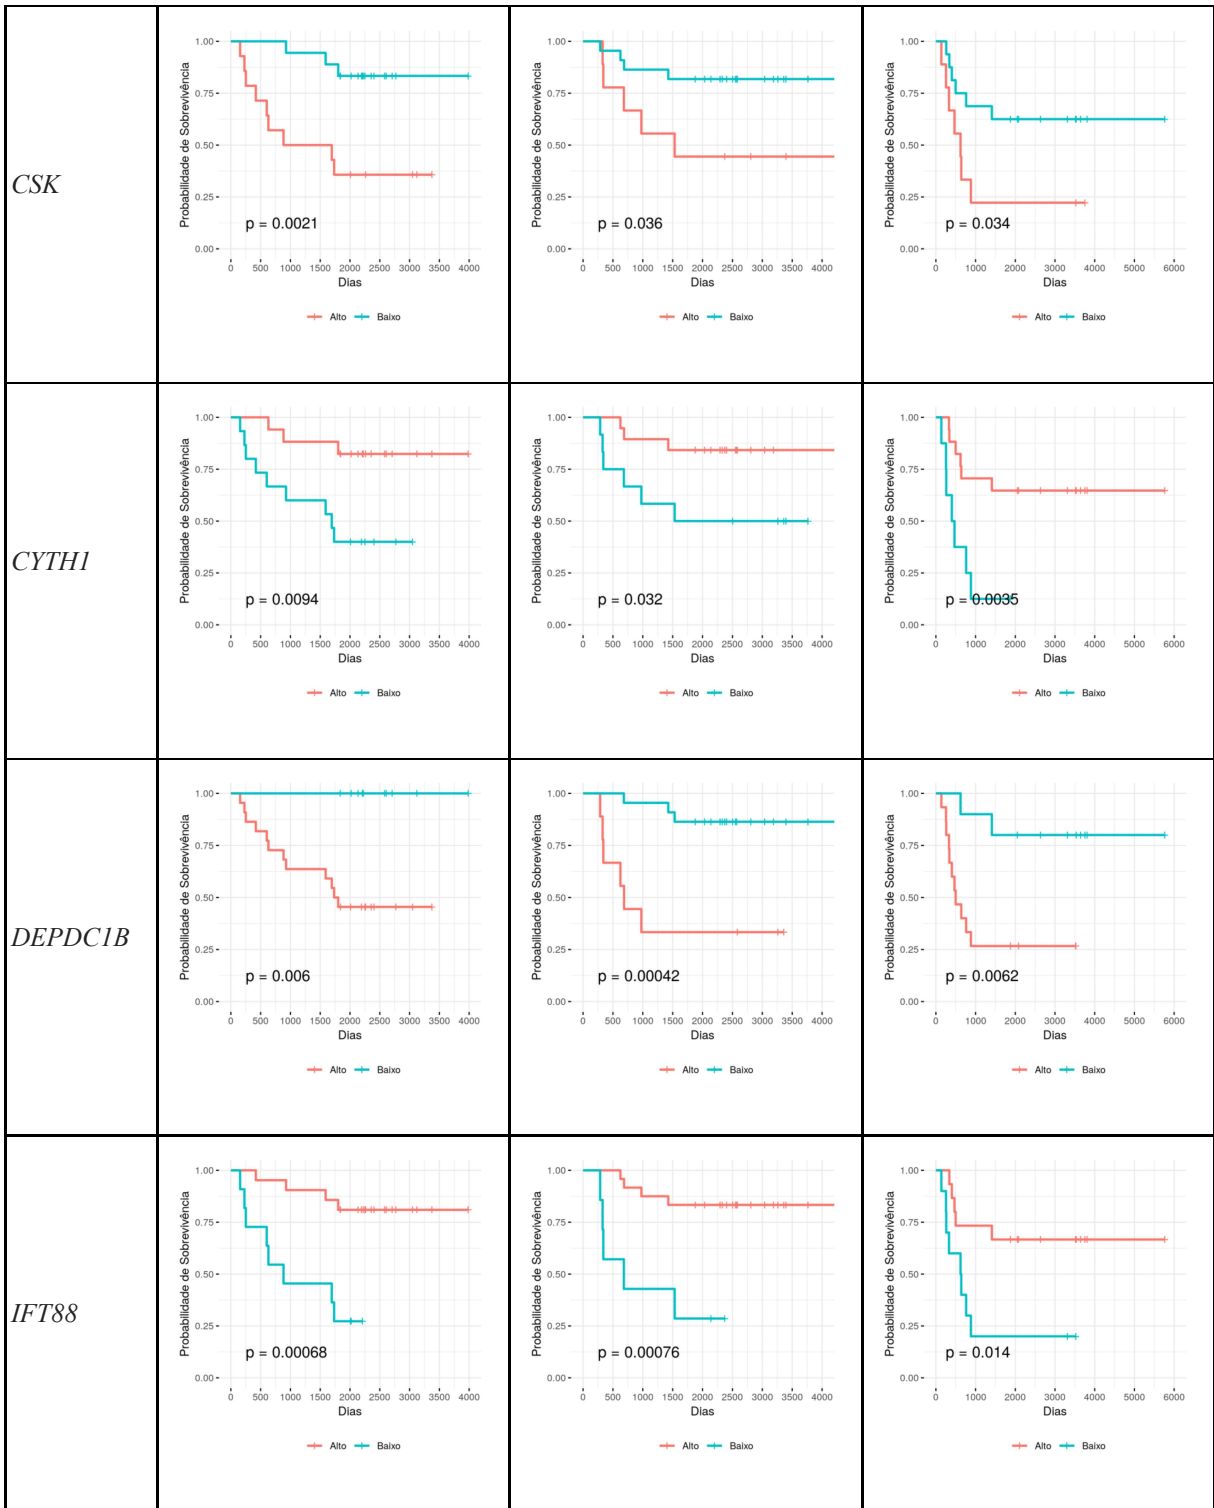 CSK
Probabilidade de Sobrevivência
1.00
0.75
0.50
0.25
0.00
p = 0.0021
0 500 1000 1500 2000 2500 3000 3500 4000
Dias
Alto Baixo
Probabilidade de Sobrevivência
1.00
0.75
0.50
0.25
0.00
p = 0.036
0 500 1000 1500 2000 2500 3000 3500 4000
Dias
Alto Baixo
Probabilidade de Sobrevivência
1.00
0.75
0.50
0.25
0.00
p = 0.034
0 1000 2000 3000 4000 5000 6000
Dias
Alto Baixo
CYTH1
Probabilidade de Sobrevivência
1.00
0.75
0.50
0.25
0.00
p = 0.0094
0 500 1000 1500 2000 2500 3000 3500 4000
Dias
Alto Baixo
Probabilidade de Sobrevivência
1.00
0.75
0.50
0.25
0.00
p = 0.032
0 500 1000 1500 2000 2500 3000 3500 4000
Dias
Alto Baixo
Probabilidade de Sobrevivência
1.00
0.75
0.50
0.25
0.00
p = 0.0035
0 1000 2000 3000 4000 5000 6000
Dias
Alto Baixo
DEPDC1B
Probabilidade de Sobrevivência
1.00
0.75
0.50
0.25
0.00
p = 0.006
0 500 1000 1500 2000 2500 3000 3500 4000
Dias
Alto Baixo
Probabilidade de Sobrevivência
1.00
0.75
0.50
0.25
0.00
p = 0.00042
0 500 1000 1500 2000 2500 3000 3500 4000
Dias
Alto Baixo
Probabilidade de Sobrevivência
1.00
0.75
0.50
0.25
0.00
p = 0.0062
0 1000 2000 3000 4000 5000 6000
Dias
Alto Baixo
IFT88
Probabilidade de Sobrevivência
1.00
0.75
0.50
0.25
0.00
p = 0.00068
0 500 1000 1500 2000 2500 3000 3500 4000
Dias
Alto Baixo
Probabilidade de Sobrevivência
1.00
0.75
0.50
0.25
0.00
p = 0.00076
0 500 1000 1500 2000 2500 3000 3500 4000
Dias
Alto Baixo
Probabilidade de Sobrevivência
1.00
0.75
0.50
0.25
0.00
p = 0.014
0 1000 2000 3000 4000 5000 6000
Dias
Alto Baixo